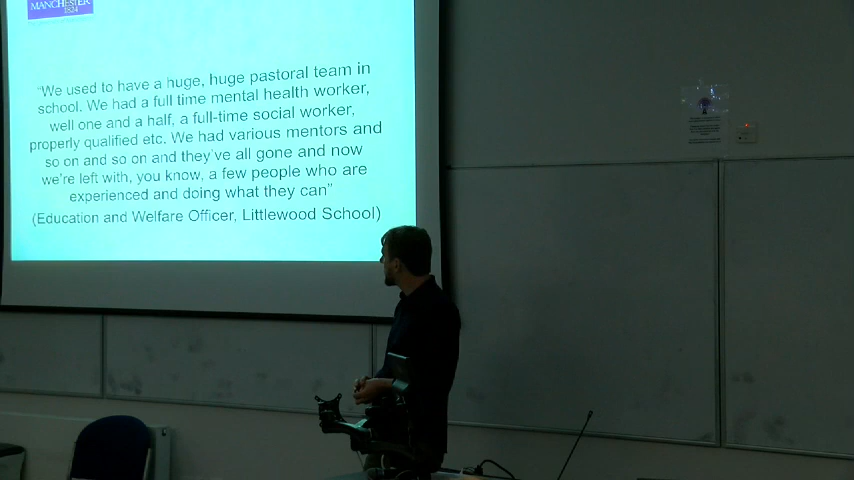 MANCHESTER
1824
“We used to have a huge, huge pastoral team in
school. We had a full time mental health worker,
well one and a half, a full-time social worker,
properly qualified etc. We had various mentors and
so on and so on and they’ve all gone and now
we’re left with, you know, a few people who are
experienced and doing what they can”
(Education and Welfare Officer, Littlewood School)